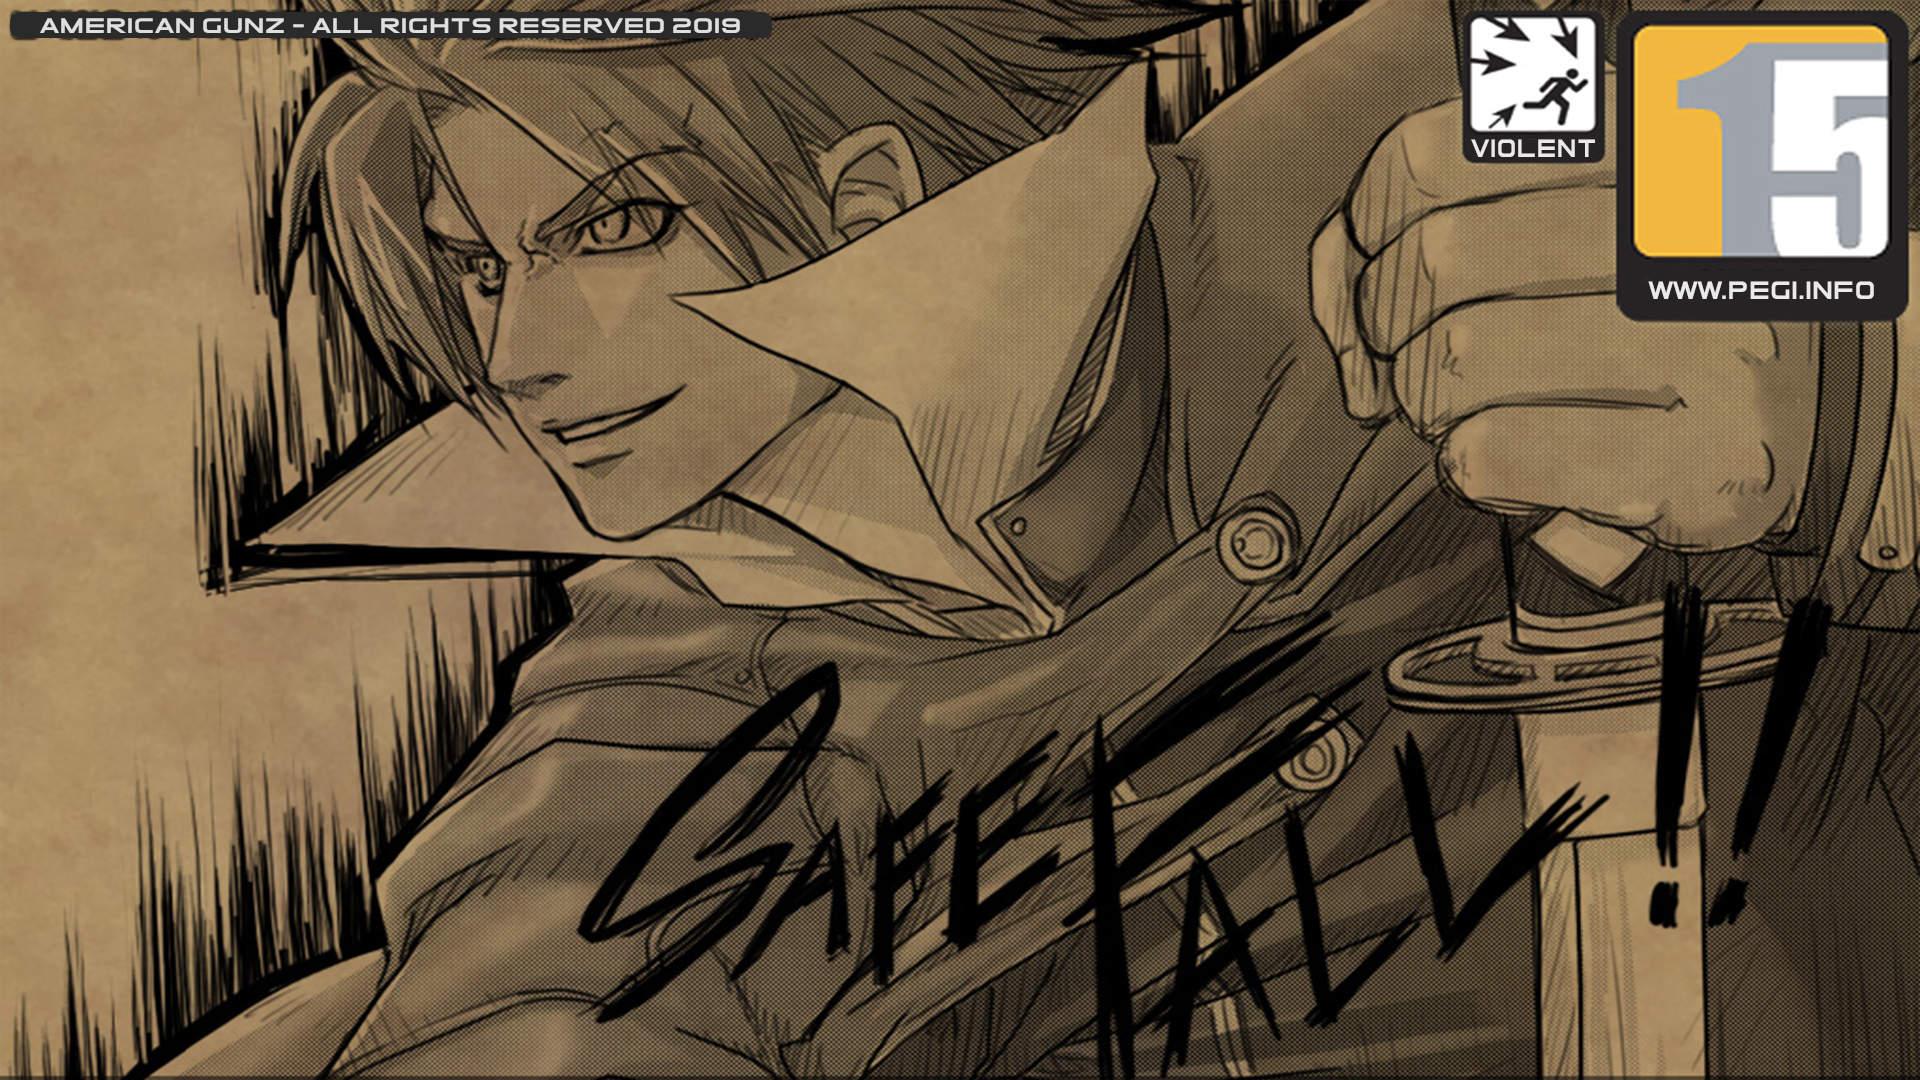 AMERICAN GUNZ - ALL RIGHTS RESERVED 2019
VIOLENT
15
WWW.PEGI.INFO
SAFE FALL!!